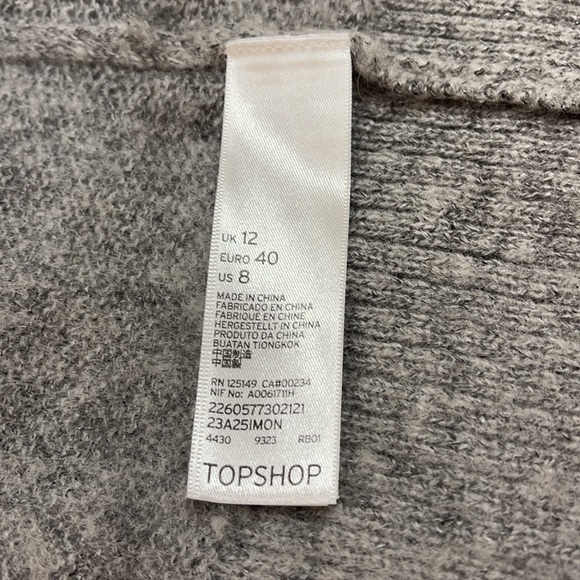 UK 12
EURO 40
US 8
MADE IN CHINA
FABRICADO EN CHINA
FABRIQUE EN CHINE
HERGESTELLT IN CHINA
PRODUTO DA CHINA
BUATAN TIONGKOK
中国制造
中國製
RN 125149 CA#00234
NIF No: A0061711H
2260577302121
23A25IMON
4430 9323 RB01
TOPSHOP